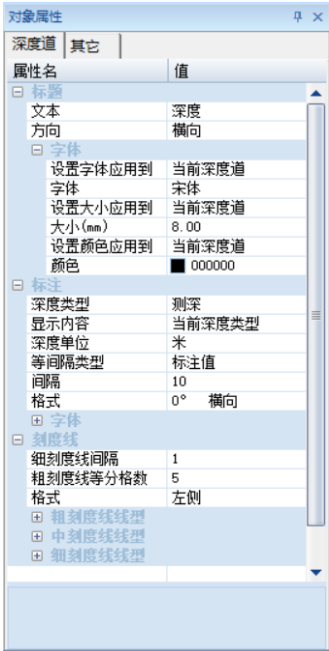 对象属性
深度道 其它
属性名 值
标题
文本 深度
方向 横向
字体
设置字体应用到 当前深度道
字体 宋体
设置大小应用到 当前深度道
大小(mm) 8.00
设置颜色应用到 当前深度道
颜色 000000
标注
深度类型 测深
显示内容 当前深度类型
深度单位 米
等间隔类型 标注值
间隔 10
格式 0° 横向
字体
刻度线
细刻度线间隔 1
粗刻度线等分格数 5
格式 左侧
粗刻度线线型
中刻度线线型
细刻度线线型